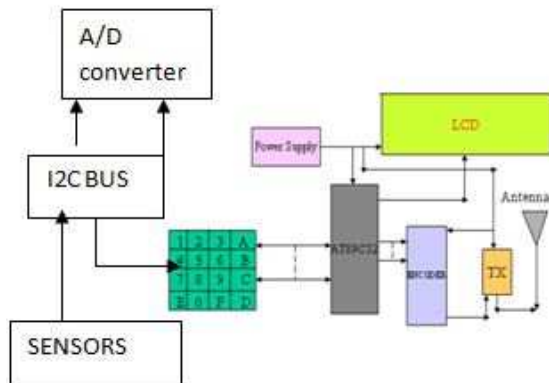 A/D
converter
LCD
Power Supply
I2C BUS
Antenna
1 2 3 A
4 5 6 B
7 8 9 C
E 0 F D
ENCODER
TX
SENSORS